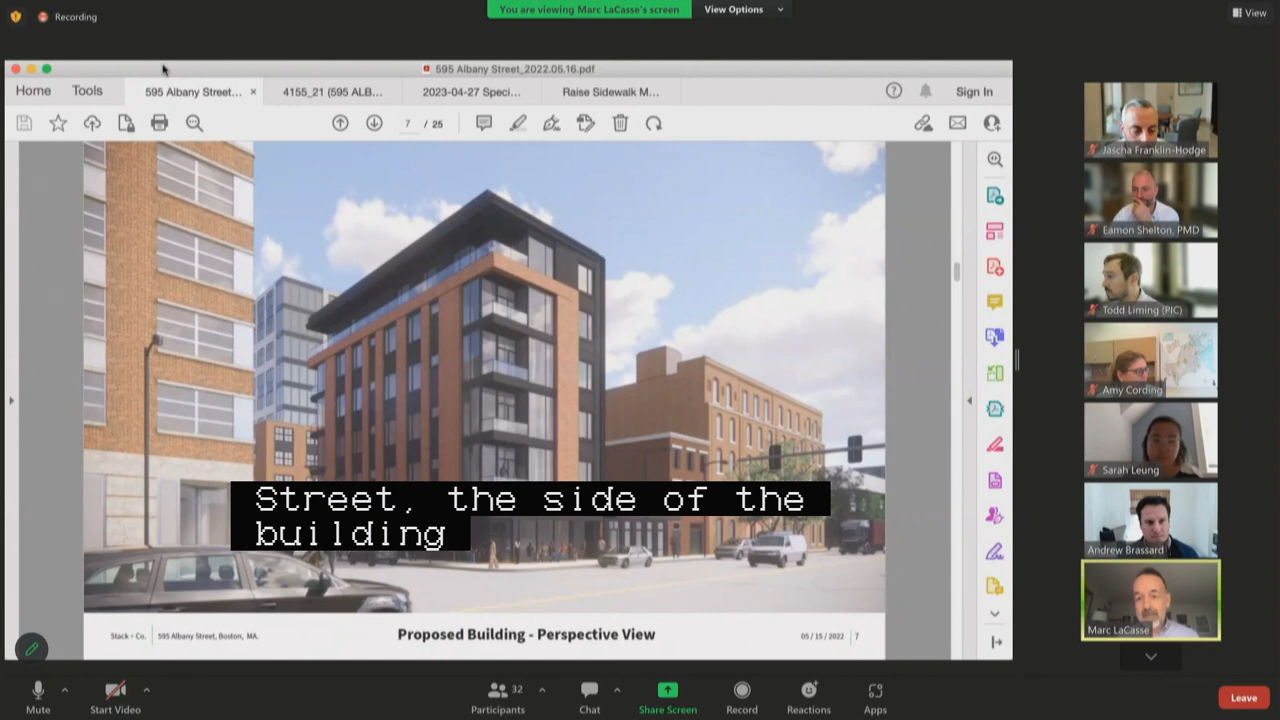 Recording
You are viewing Marc LaCasse's screen
View Options
View
595 Albany Street_2022.05.16.pdf
Home
Tools
595 Albany Street...
4155_21 (595 ALB...
2023-04-27 Speci...
Raise Sidewalk M...
Sign In
7 / 25
Jascha Franklin-Hodge
Eamon Shelton, PMD
Todd Liming (PIC)
Amy Cording
Sarah Leung
Andrew Brassard
Marc LaCasse
Street, the side of the
building
Stack + Co.
595 Albany Street, Boston, MA.
Proposed Building - Perspective View
05 / 15 / 2022
7
Mute
Start Video
32
Participants
Chat
Share Screen
Record
Reactions
Apps
Leave